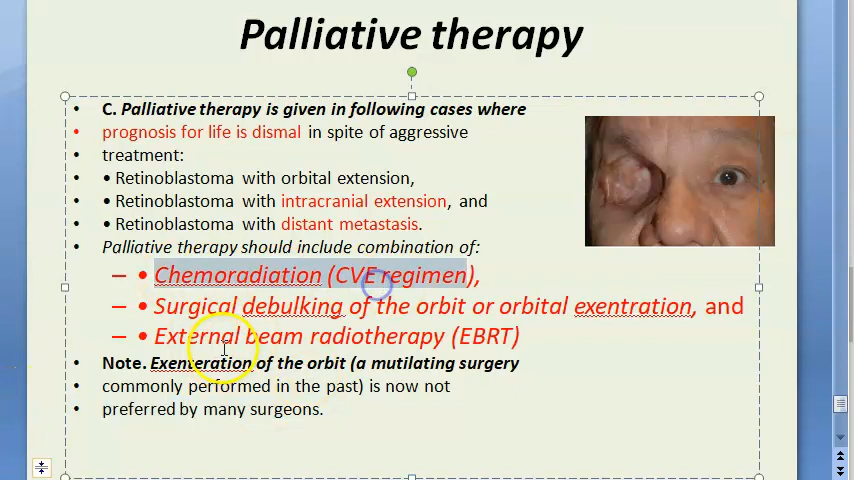 Palliative therapy
• C. Palliative therapy is given in following cases where
• prognosis for life is dismal in spite of aggressive
• treatment:
• • Retinoblastoma with orbital extension,
• • Retinoblastoma with intracranial extension, and
• • Retinoblastoma with distant metastasis.
• Palliative therapy should include combination of:
– • Chemoradiation (CVE regimen),
– • Surgical debulking of the orbit or orbital exentration, and
– • External beam radiotherapy (EBRT)
• Note. Exenteration of the orbit (a mutilating surgery
• commonly performed in the past) is now not
• preferred by many surgeons.